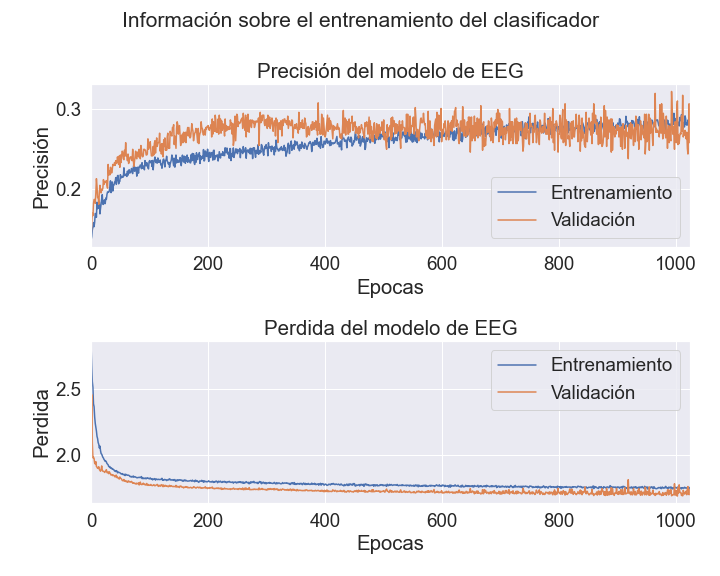 Información sobre el entrenamiento del clasificador
Precisión del modelo de EEG
0.3
0.2
Precisión
Entrenamiento
Validación
0 200 400 600 800 1000
Epocas
Perdida del modelo de EEG
2.5
2.0
Perdida
Entrenamiento
Validación
0 200 400 600 800 1000
Epocas